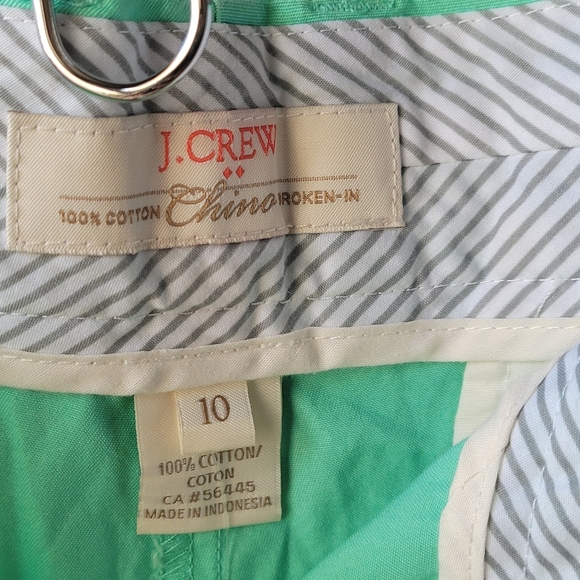 J.CREW
100% COTTON Chino BROKEN-IN
10
100% COTTON/
COTON
CA #56445
MADE IN INDONESIA